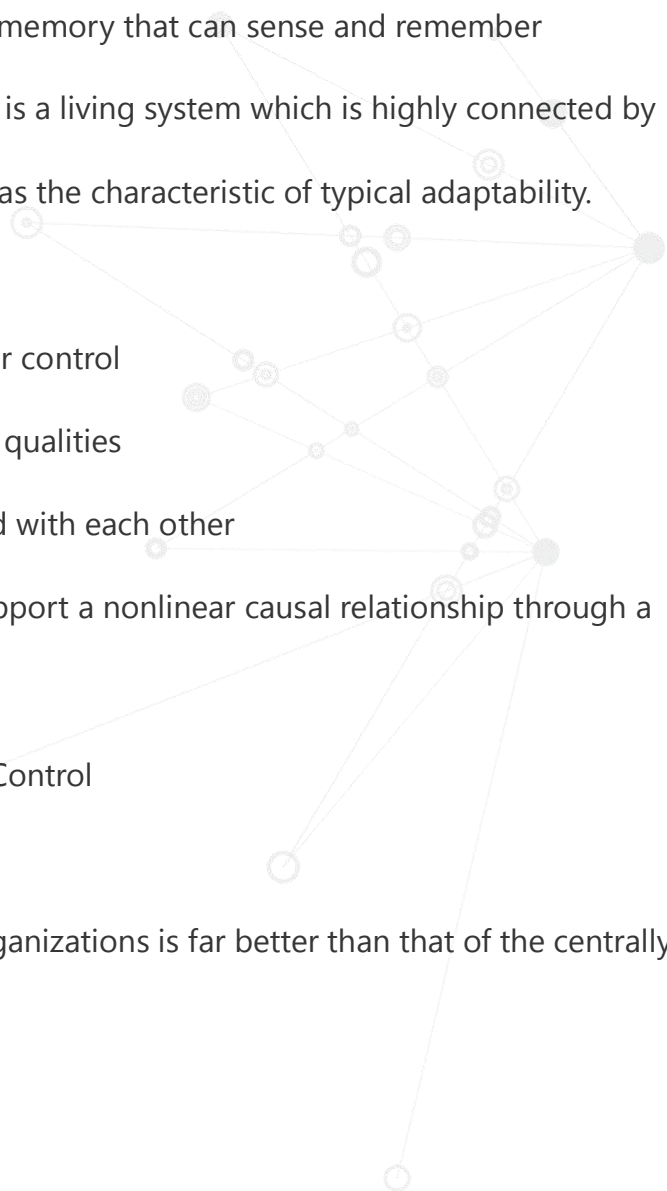 memory that can sense and remember
is a living system which is highly connected by
as the characteristic of typical adaptability.
r control
qualities
d with each other
pport a nonlinear causal relationship through a
Control
ganizations is far better than that of the centrally